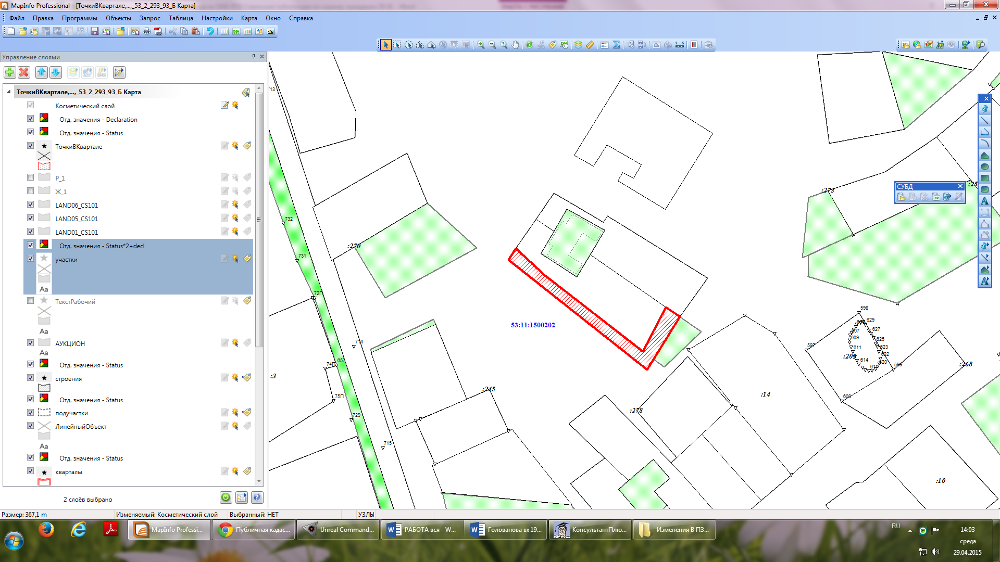 MapInfo Professional - [ТочкиВКвартале,...,_53_2_293_93_Б Карта]
Файл Правка Программы Объекты Запрос Таблица Настройки Карта Окно Справка
Управление слоями
ТочкиВКвартале,...,_53_2_293_93_Б Карта
Косметический слой
Отд. значения - Declaration
Отд. значения - Status
ТочкиВКвартале
Р_1
Ж_1
LAND06_CS101
LAND05_CS101
LAND01_CS101
Отд. значения - Status*2+decl
участки
Aa
ТекстРабочий
Aa
АУКЦИОН
Aa
Отд. значения - Status
строения
Отд. значения - Status
подучастки
ЛинейныйОбъект
Aa
Отд. значения - Status
кварталы
2 слоёв выбрано
713
732
731
72П
:270
714
657
74П
:3
75П
729
715
:245
53:11:1500202
:278
:14
:273
:25
СУБД
598
629
607
627
609
625
597
611
623
:209
622
614
620
599
:268
600
:10
Размер: 367,1 m Изменяемый: Косметический слой Выбранный: НЕТ УЗЛЫ
MapInfo Professi...
Публичная кадас...
Unreal Command...
РАБОТА вся - W...
Голованова вх 19...
КонсультантПлю...
Изменения В ПЗ...
RU
14:03
среда
29.04.2015